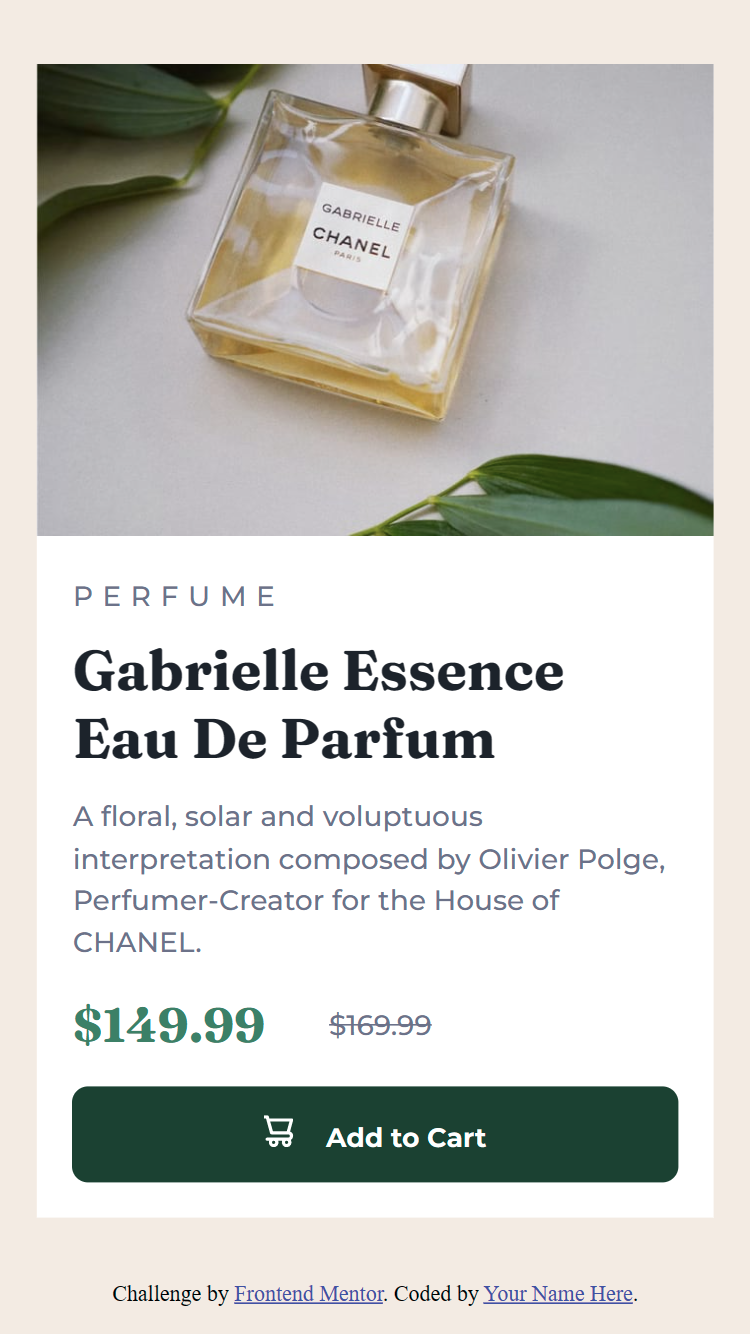 GABRIELLE
CHANEL
PARIS
PERFUME
Gabrielle Essence
Eau De Parfum
A floral, solar and voluptuous
interpretation composed by Olivier Polge,
Perfumer-Creator for the House of
CHANEL.
$149.99 $169.99
Add to Cart
Challenge by Frontend Mentor. Coded by Your Name Here.